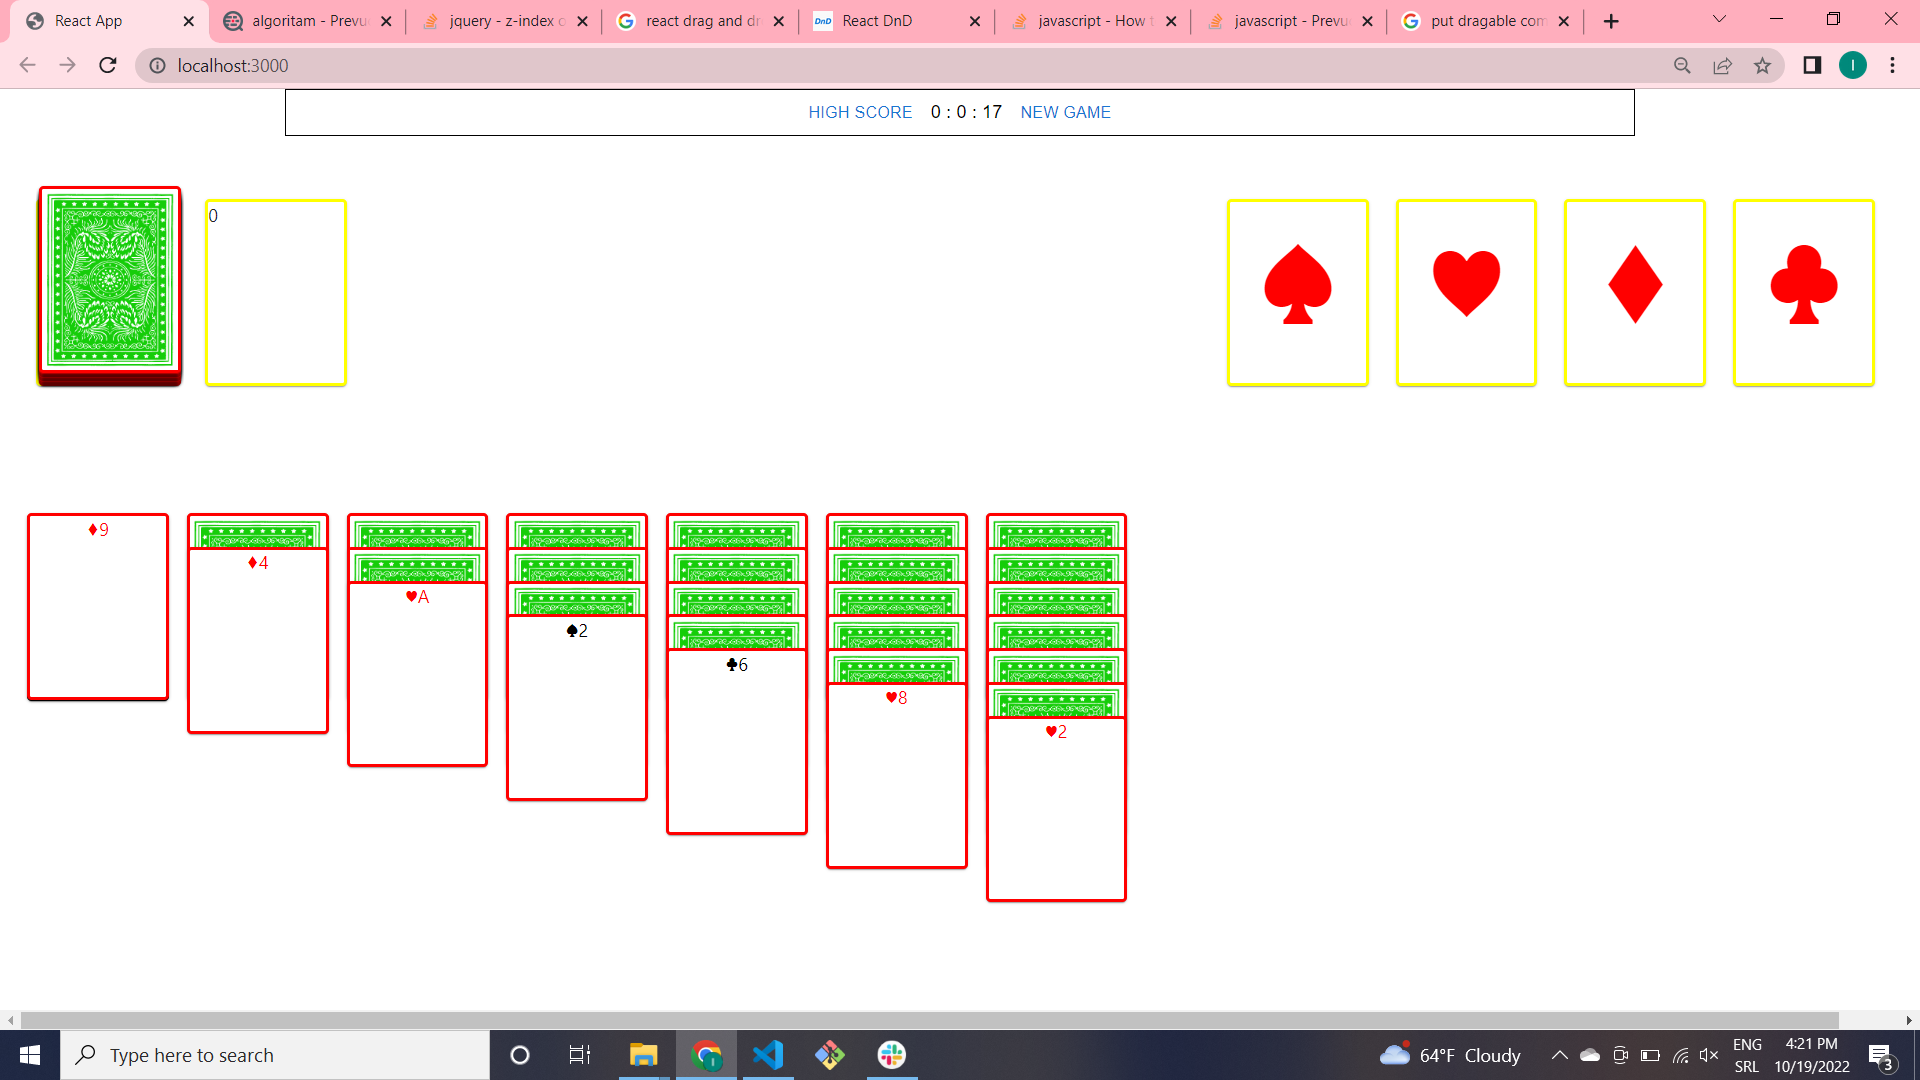 React App
algoritam - Prevu
jquery - z-index o
react drag and dr
DnD
React DnD
javascript - How t
javascript - Prevu
put dragable com
localhost:3000
I
HIGH SCORE 0 : 0 : 17 NEW GAME
0
♦9
♦4
♥A
♠2
♣6
♥8
♥2
Type here to search
64°F Cloudy
ENG
SRL
4:21 PM
10/19/2022
3